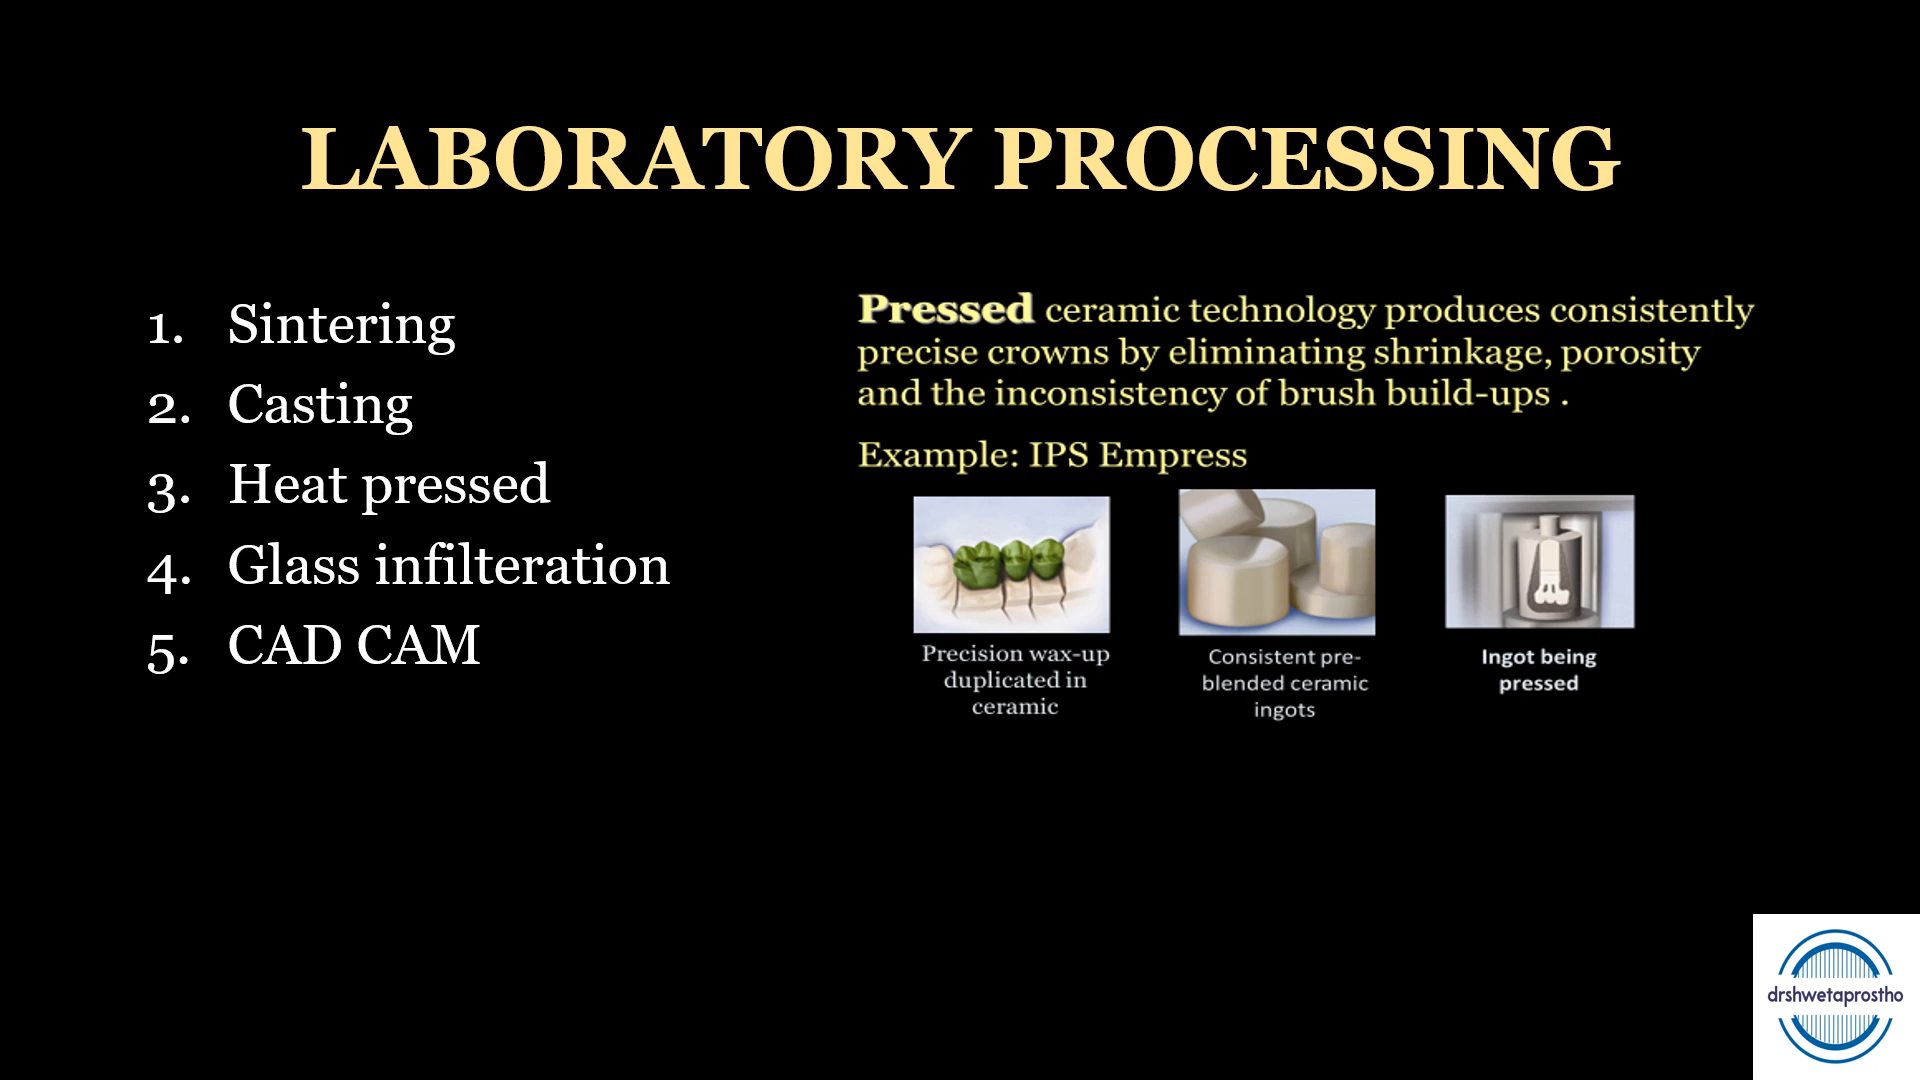 LABORATORY PROCESSING
1. Sintering
2. Casting
3. Heat pressed
4. Glass infilteration
5. CAD CAM
Pressed ceramic technology produces consistently
precise crowns by eliminating shrinkage, porosity
and the inconsistency of brush build-ups .
Example: IPS Empress
Precision wax-up
duplicated in
ceramic
Consistent pre-
blended ceramic
ingots
Ingot being
pressed
drshwetaprostho